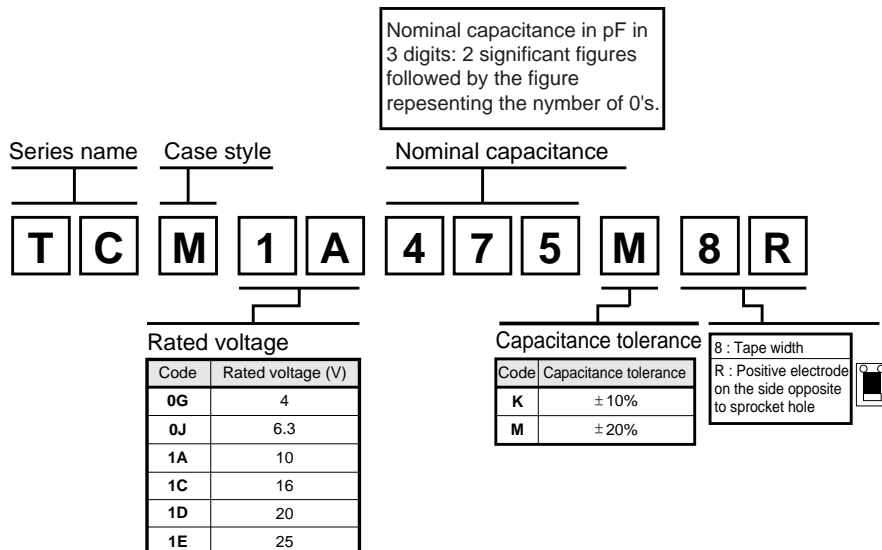 Nominal capacitance in pF in
3 digits: 2 significant figures
followed by the figure
repesenting the nymber of 0's.
Series name Case style Nominal capacitance
T C M 1 A 4 7 5 M 8 R
Rated voltage
Code Rated voltage (V)
0G 4
0J 6.3
1A 10
1C 16
1D 20
1E 25
Capacitance tolerance
Code Capacitance tolerance
K ±10%
M ±20%
8 : Tape width
R : Positive electrode
on the side opposite
to sprocket hole